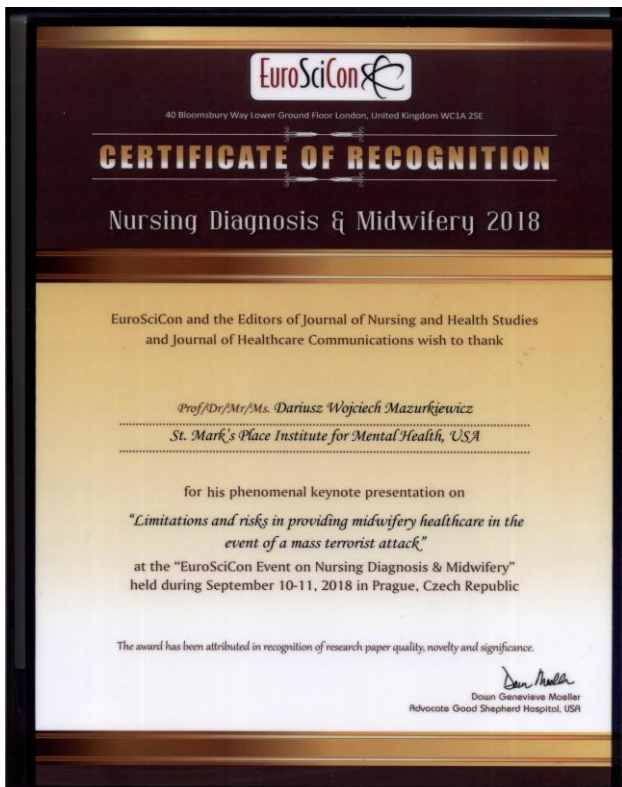 EuroSciCon
40 Bloomsbury Way Lower Ground Floor London, United Kingdom WC1A 2SE
CERTIFICATE OF RECOGNITION
Nursing Diagnosis & Midwifery 2018
EuroSciCon and the Editors of Journal of Nursing and Health Studies
and Journal of Healthcare Communications wish to thank
Prof/Dr/Mr/Ms. Dariusz Wojciech Mazurkiewicz
St. Mark's Place Institute for Mental Health, USA
for his phenomenal keynote presentation on
"Limitations and risks in providing midwifery healthcare in the
event of a mass terrorist attack"
at the "EuroSciCon Event on Nursing Diagnosis & Midwifery"
held during September 10-11, 2018 in Prague, Czech Republic
The award has been attributed in recognition of research paper quality, novelty and significance.
Dawn Moeller
Dawn Genevieve Moeller
Advocate Good Shepherd Hospital, USA